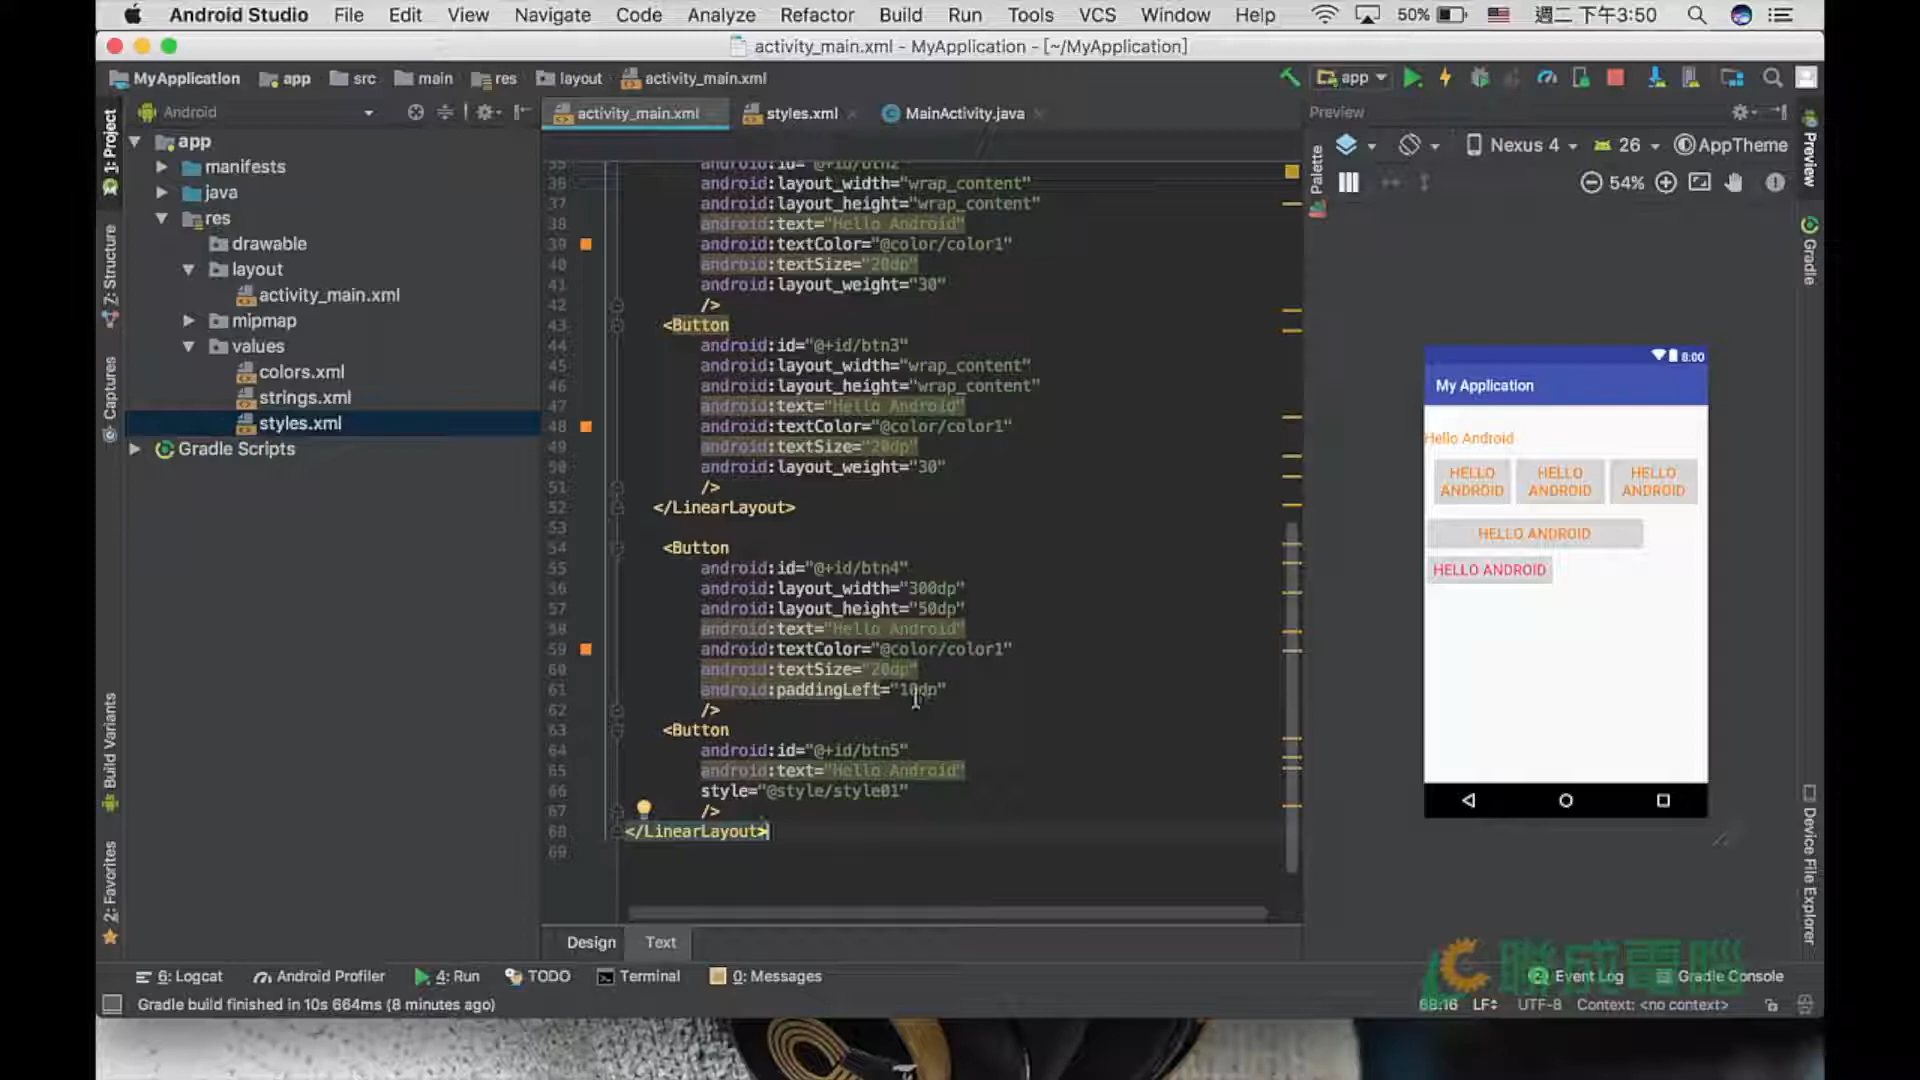 Android Studio File Edit View Navigate Code Analyze Refactor Build Run Tools VCS Window Help 50% 週二 下午3:50
activity_main.xml - MyApplication - [~/MyApplication]
MyApplication app src main res layout activity_main.xml app
1: Project
Android
activity_main.xml styles.xml MainActivity.java
Preview
app
manifests
java
res
drawable
layout
activity_main.xml
mipmap
values
colors.xml
strings.xml
styles.xml
Gradle Scripts
7: Structure
Captures
Build Variants
2: Favorites
35 android:id="@+id/btn2"
36 android:layout_width="wrap_content"
37 android:layout_height="wrap_content"
38 android:text="Hello Android"
39 android:textColor="@color/color1"
40 android:textSize="20dp"
41 android:layout_weight="30"
42 />
43 <Button
44 android:id="@+id/btn3"
45 android:layout_width="wrap_content"
46 android:layout_height="wrap_content"
47 android:text="Hello Android"
48 android:textColor="@color/color1"
49 android:textSize="20dp"
50 android:layout_weight="30"
51 />
52 </LinearLayout>
53
54 <Button
55 android:id="@+id/btn4"
56 android:layout_width="300dp"
57 android:layout_height="50dp"
58 android:text="Hello Android"
59 android:textColor="@color/color1"
60 android:textSize="20dp"
61 android:paddingLeft="10dp"
62 />
63 <Button
64 android:id="@+id/btn5"
65 android:text="Hello Android"
66 style="@style/style01"
67 />
68 </LinearLayout>
69
Design Text
Palette
Nexus 4 26 AppTheme
54%
8:00
My Application
Hello Android
HELLO ANDROID
HELLO ANDROID
HELLO ANDROID
HELLO ANDROID
HELLO ANDROID
Preview
Gradle
Device File Explorer
聯成電腦
6: Logcat Android Profiler 4: Run TODO Terminal 0: Messages Event Log Gradle Console
Gradle build finished in 10s 664ms (8 minutes ago) 68:16 LF UTF-8 Context: <no context>